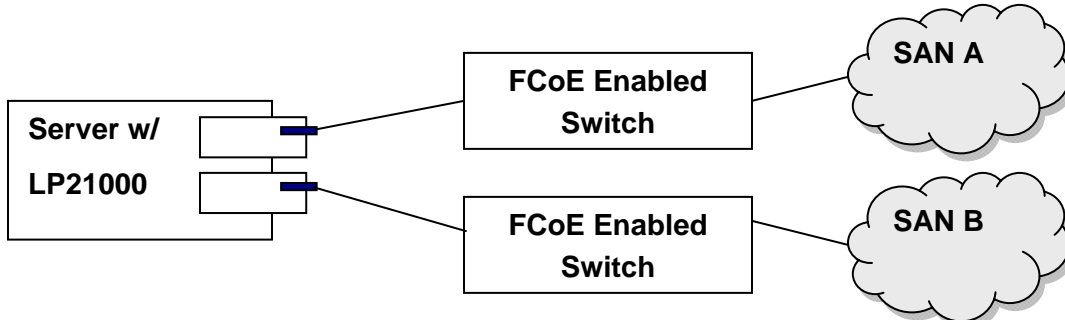 Server w/
LP21000
FCoE Enabled
Switch
SAN A
FCoE Enabled
Switch
SAN B